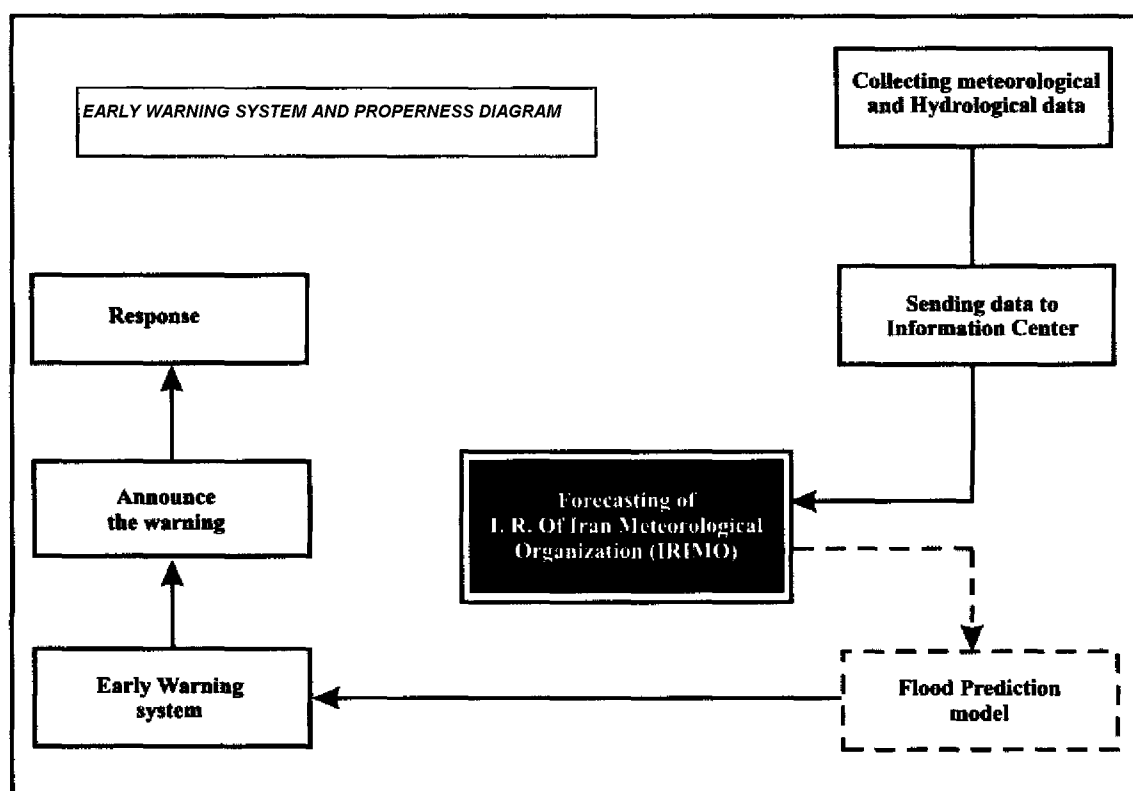 EARLY WARNING SYSTEM AND PROPERNESS DIAGRAM
Collecting meteorological
and Hydrological data
Sending data to
Information Center
Forecasting of
I. R. Of Iran Meteorological
Organization (IRIMO)
Flood Prediction
model
Early Warning
system
Announce
the warning
Response